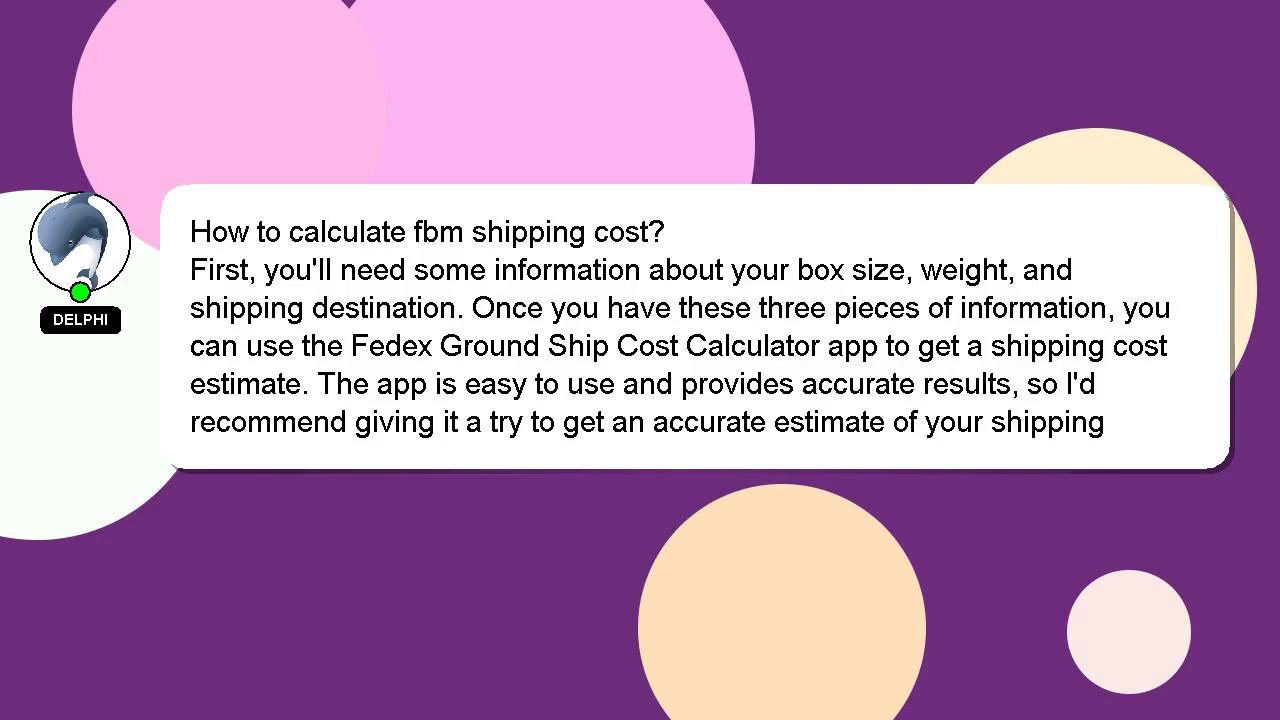 How to calculate fbm shipping cost?
First, you'll need some information about your box size, weight, and
shipping destination. Once you have these three pieces of information, you
can use the Fedex Ground Ship Cost Calculator app to get a shipping cost
estimate. The app is easy to use and provides accurate results, so I'd
recommend giving it a try to get an accurate estimate of your shipping
DELPHI